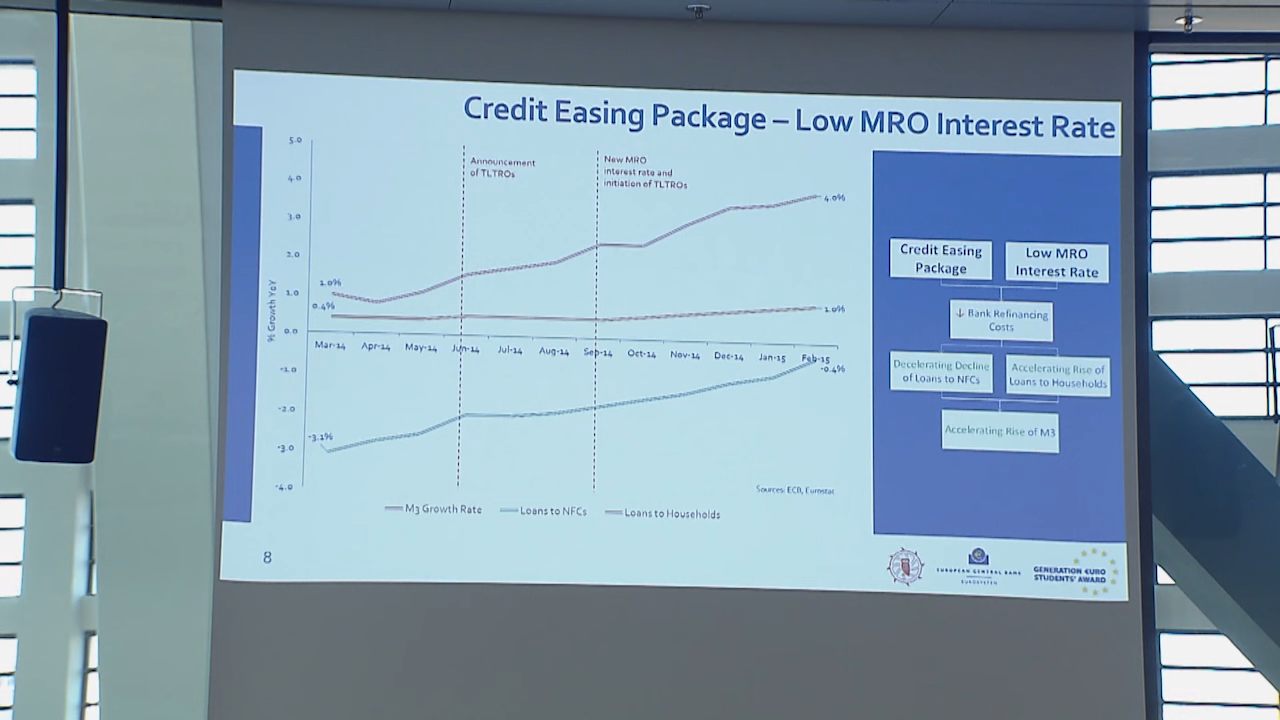 Credit Easing Package – Low MRO Interest Rate
5.0
4.0
3.0
2.0
1.0
0.0
-1.0
-2.0
-3.0
-4.0
% Growth YoY
Announcement
of TLTROs
New MRO
interest rate and
initiation of TLTROs
1.0%
0.4%
-3.1%
4.0%
1.0%
-0.4%
Mar-14 Apr-14 May-14 Jun-14 Jul-14 Aug-14 Sep-14 Oct-14 Nov-14 Dec-14 Jan-15 Feb-15
Sources: ECB, Eurostat
M3 Growth Rate Loans to NFCs Loans to Households
Credit Easing
Package
Low MRO
Interest Rate
↓ Bank Refinancing
Costs
Decelerating Decline
of Loans to NFCs
Accelerating Rise of
Loans to Households
Accelerating Rise of M3
8
EUROPEAN CENTRAL BANK
EUROSYSTEM
GENERATION €URO
STUDENTS' AWARD